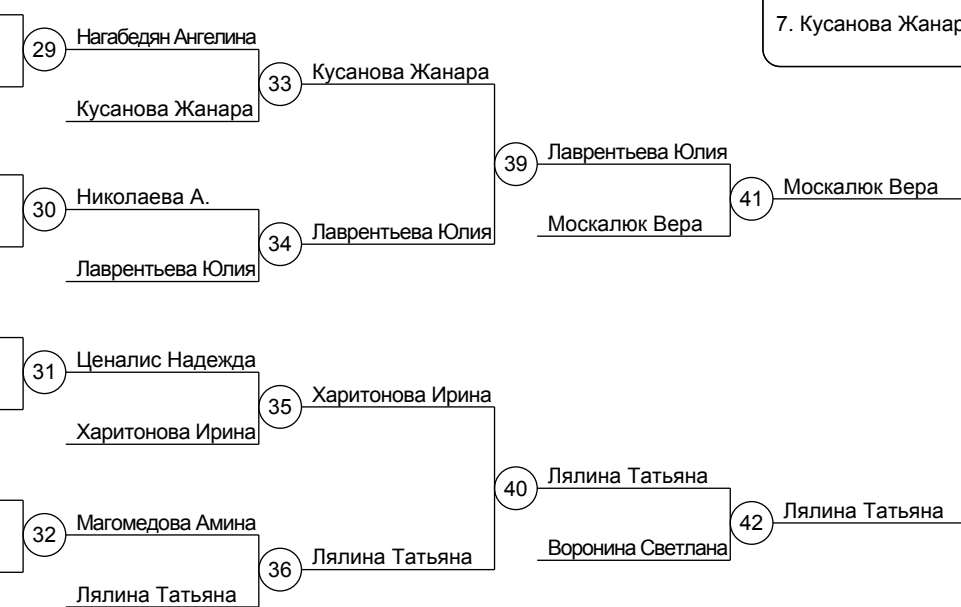 7. Кусанова Жанар
29 Нагабедян Ангелина
33 Кусанова Жанара
Кусанова Жанара
39 Лаврентьева Юлия
41 Москалюк Вера
30 Николаева А.
Москалюк Вера
34 Лаврентьева Юлия
Лаврентьева Юлия
31 Ценалис Надежда
35 Харитонова Ирина
Харитонова Ирина
40 Лялина Татьяна
42 Лялина Татьяна
32 Магомедова Амина
Воронина Светлана
36 Лялина Татьяна
Лялина Татьяна